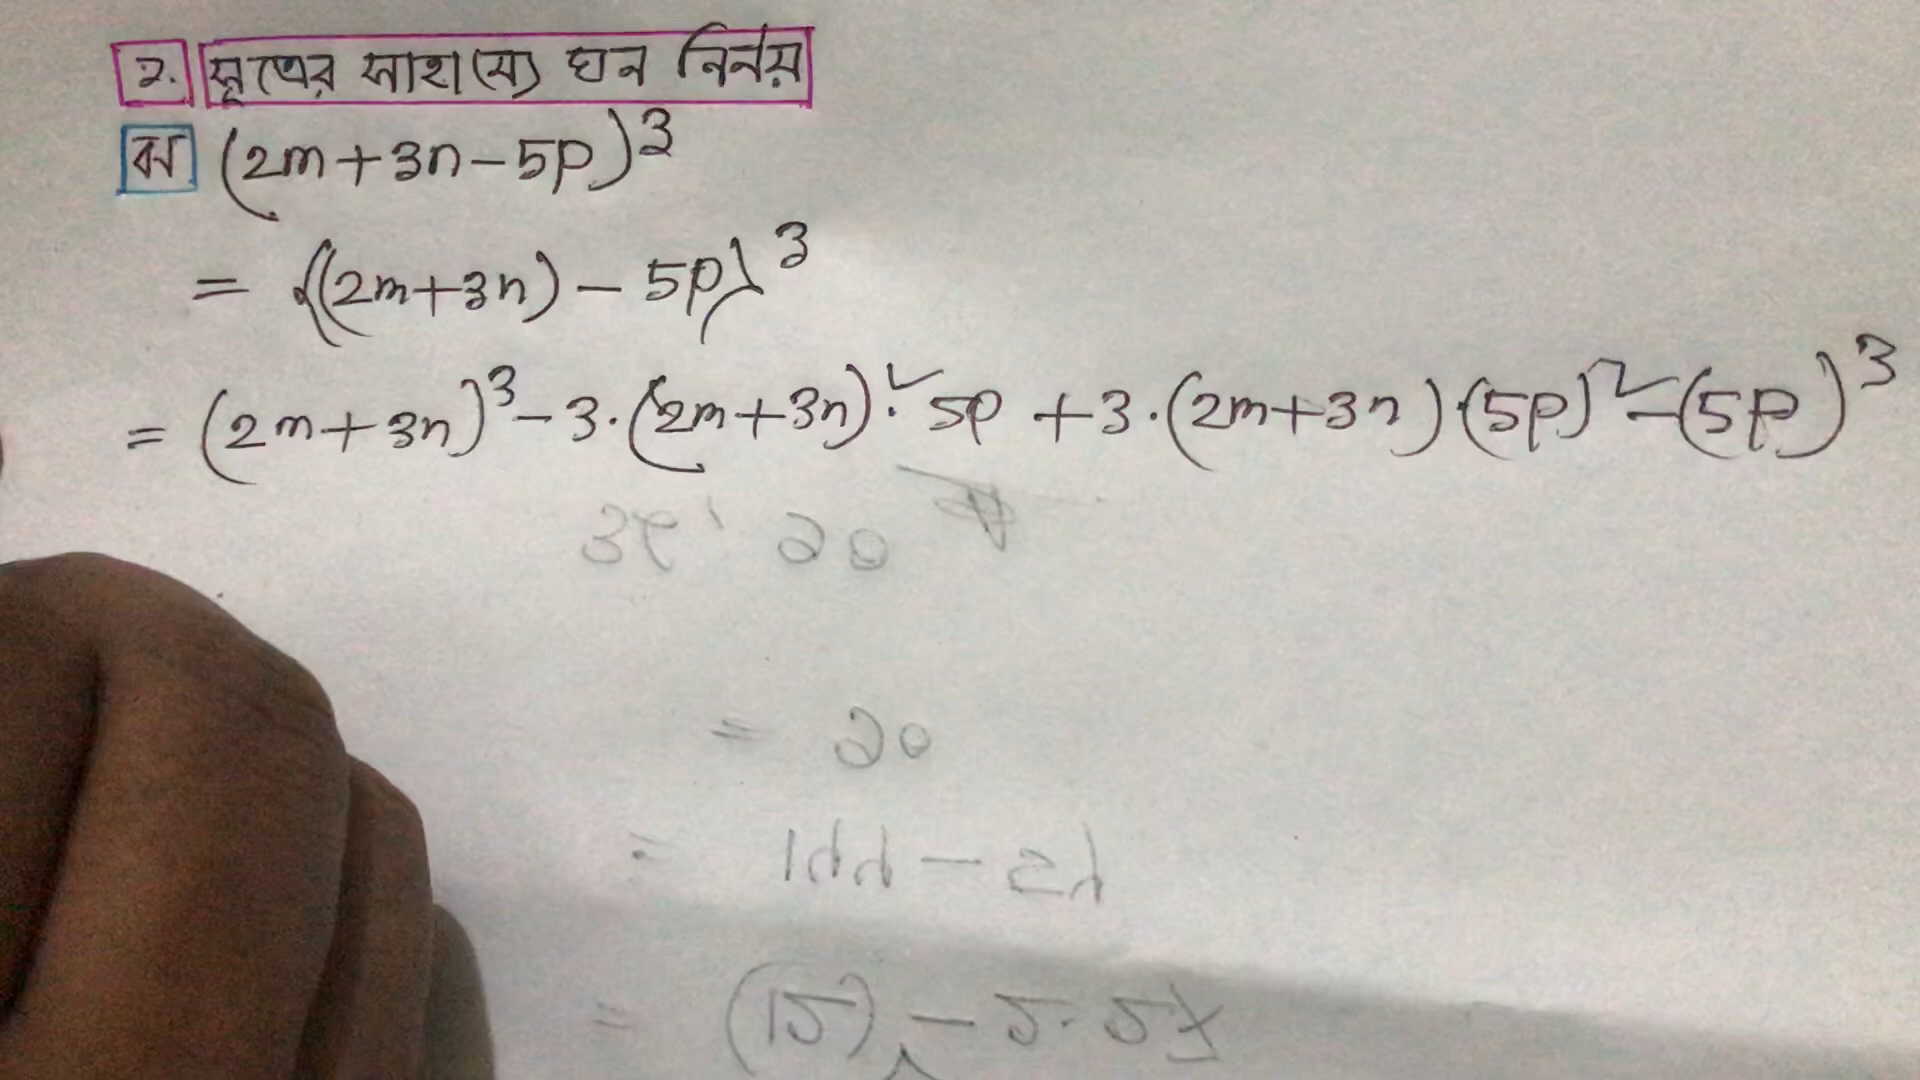 ২. সূত্রের সাহায্যে ঘন নির্নয়
ক (2m+3n-5p)³
= {(2m+3n) - 5p}³
= (2m+3n)³ - 3.(2m+3n)².5p + 3.(2m+3n).(5p)² - (5p)³